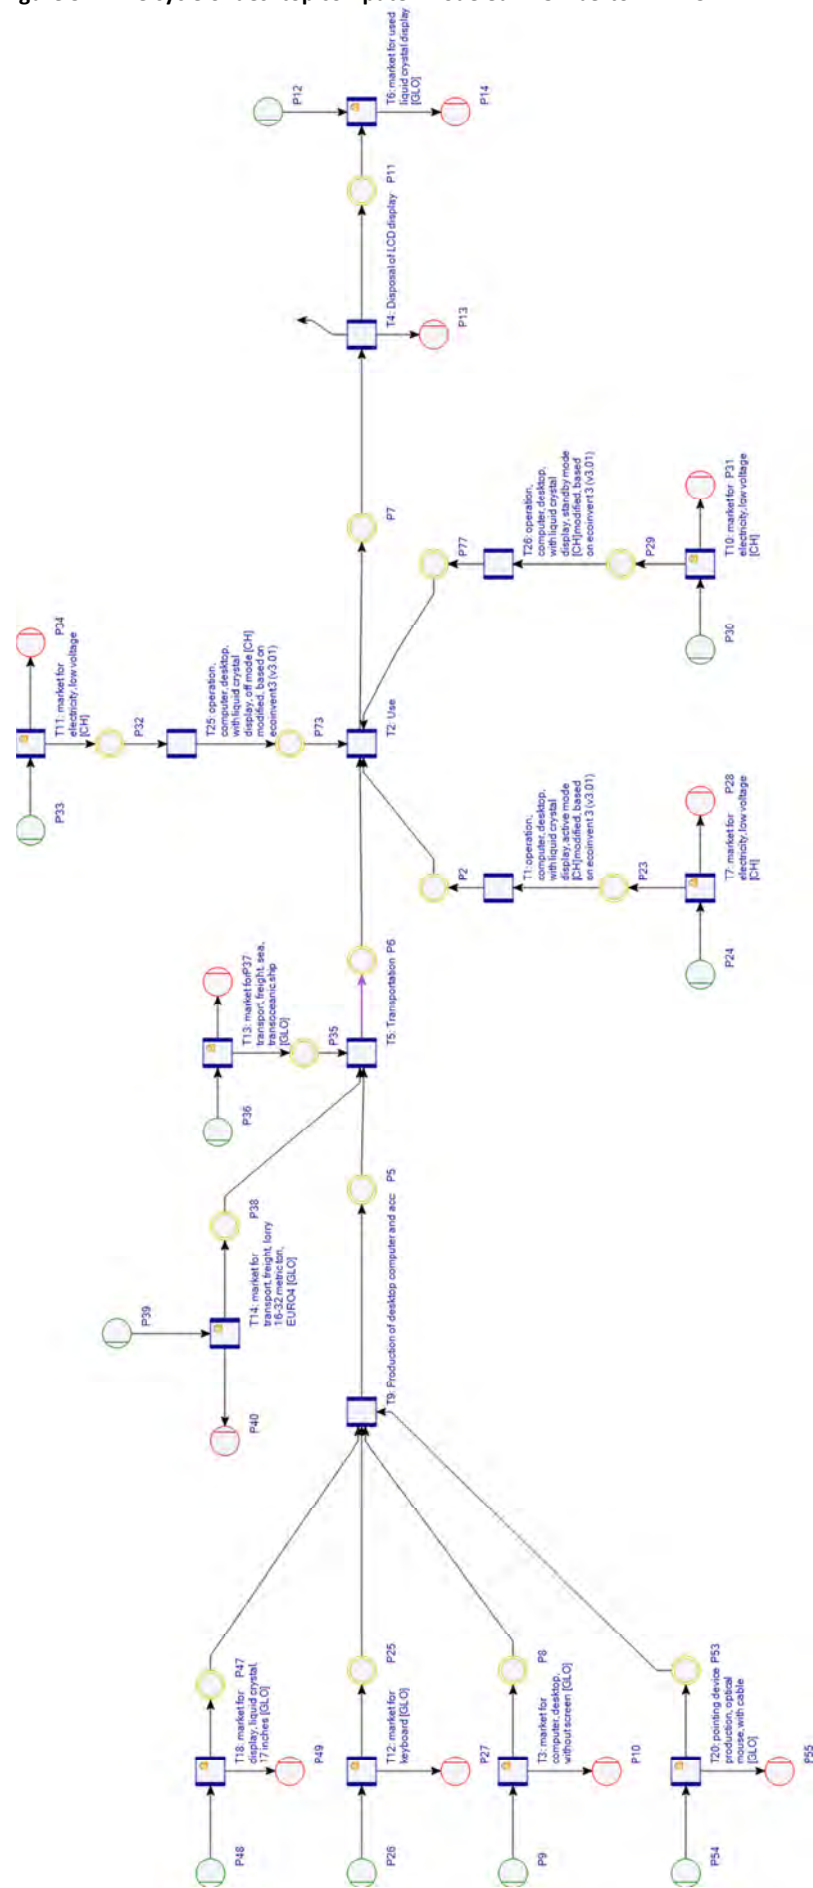 cycle of desktop computer
P48
T18: market for
display, liquid crystal,
17 inches [GLO]
P47
P49
P26
T12: market for
keyboard [GLO]
P25
P27
P9
T3: market for
computer, desktop,
without screen [GLO]
P8
P10
P54
T20: pointing device
production, optical
mouse, with cable
[GLO]
P53
P55
T9: Production of desktop computer and acc
P5
P39
P40
T14: market for
transport, freight, lorry
16-32 metric ton,
EURO4 [GLO]
P38
P36
T13: market for
transport, freight, sea,
transoceanic ship
[GLO]
P37
P35
T5: Transportation
P6
P33
T11: market for
electricity, low voltage
[CH]
P34
P32
T25: operation,
computer, desktop,
with liquid crystal
display, off mode [CH]
modified, based on
ecoinvent 3 (v3.01)
P73
T2: Use
P2
T1: operation,
computer, desktop,
with liquid crystal
display, active mode
[CH] modified, based
on ecoinvent 3 (v3.01)
P23
P24
T7: market for
electricity, low voltage
[CH]
P28
P77
T26: operation,
computer, desktop,
with liquid crystal
display, standby mode
[CH] modified, based
on ecoinvent 3 (v3.01)
P29
P30
T10: market for
electricity, low voltage
[CH]
P31
P7
T4: Disposal of LCD display
P13
P11
P12
T6: market for used
liquid crystal display
[GLO]
P14